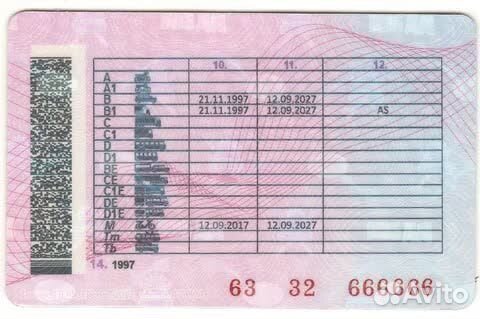 10. 11. 12.
A
A1
B 21.11.1997 12.09.2027
B1 21.11.1997 12.09.2027 AS
C
C1
D
D1
BE
CE
C1E
DE
D1E
M 12.09.2017 12.09.2027
Tm
Tb
14. 1997
63 32 666666
Avito